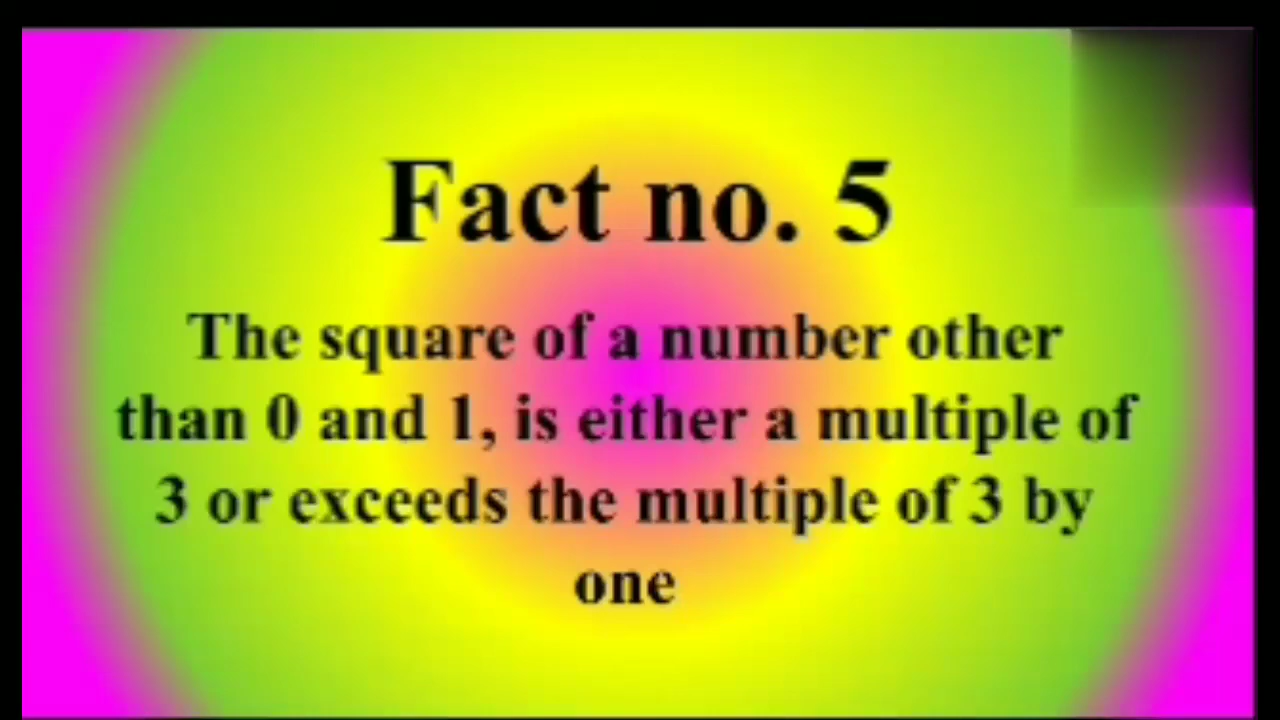 Fact no. 5
The square of a number other
than 0 and 1, is either a multiple of
3 or exceeds the multiple of 3 by
one